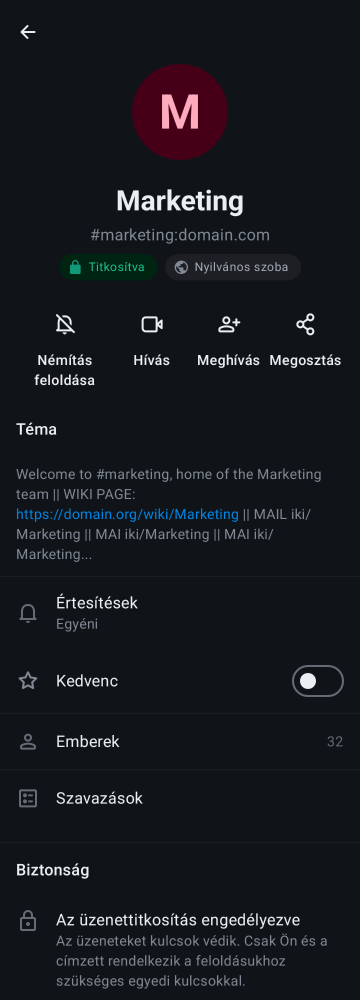 M
Marketing
#marketing:domain.com
Titkosítva
Nyilvános szoba
Némítás
feloldása
Hívás
Meghívás
Megosztás
Téma
Welcome to #marketing, home of the Marketing
team || WIKI PAGE:
https://domain.org/wiki/Marketing || MAIL iki/
Marketing || MAI iki/Marketing || MAI iki/
Marketing...
Értesítések
Egyéni
Kedvenc
Emberek 32
Szavazások
Biztonság
Az üzenettitkosítás engedélyezve
Az üzeneteket kulcsok védik. Csak Ön és a
címzett rendelkezik a feloldásukhoz
szükséges egyedi kulcsokkal.